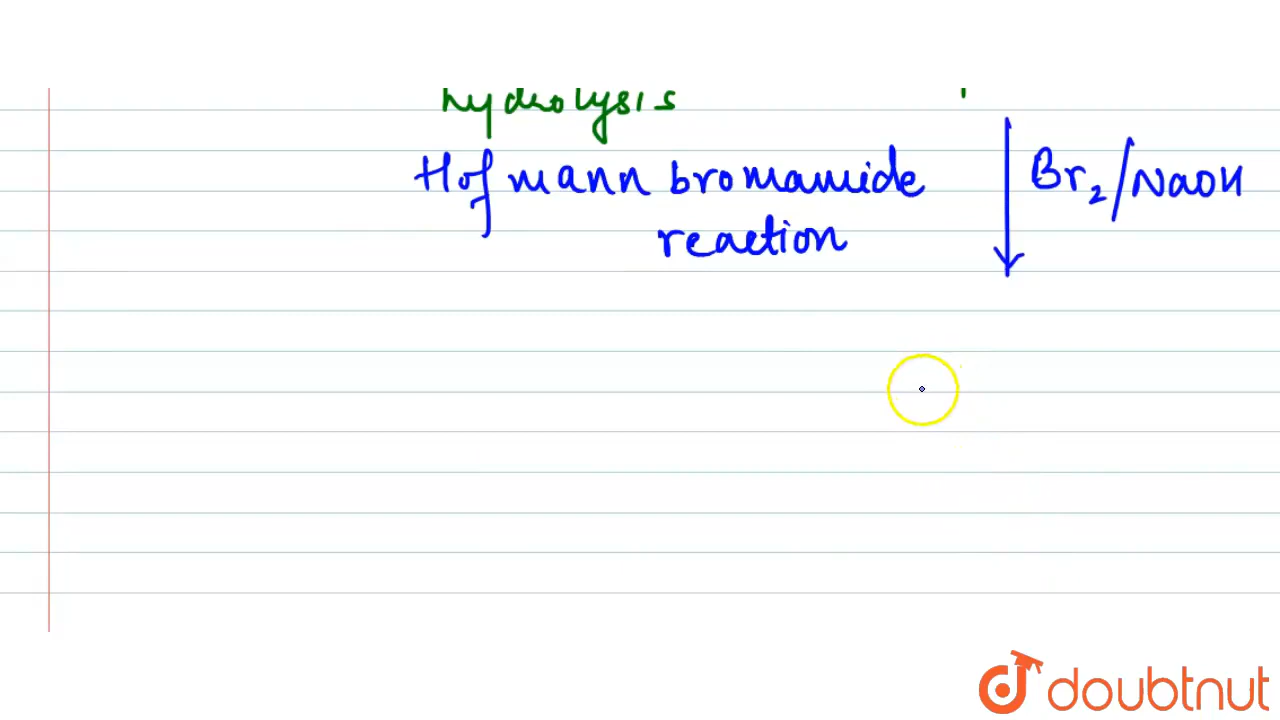 hydrolysis
Hofmann bromamide
reaction
Br₂/NaOH
doubtnut